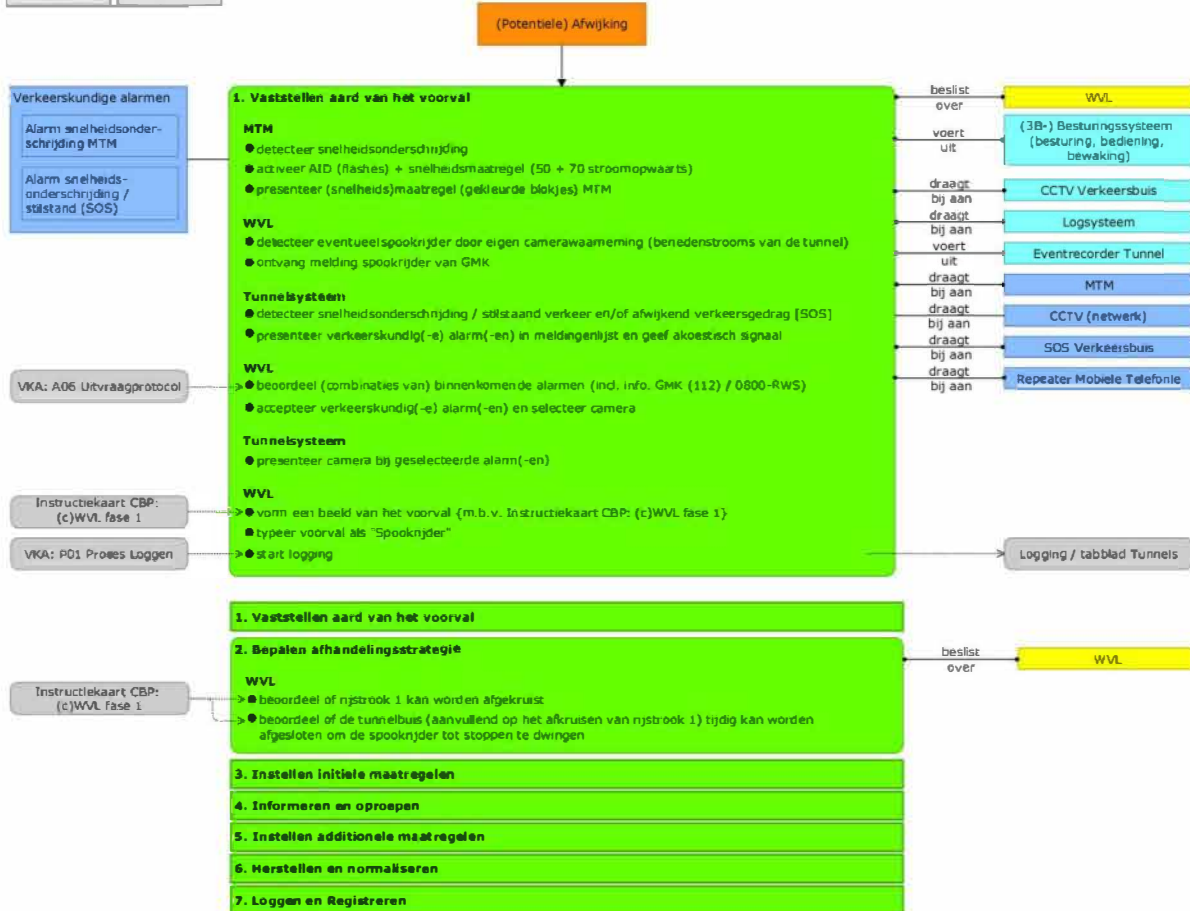 (Potentiele) Afwijking
Verkeerskundige alarmen
Alarm snelheidsonder-
schrijding MTM
Alarm snelheids-
onderschrijding /
stilstand (SOS)
1. Vaststellen aard van het voorval
MTM
● detecteer snelheidsonderschrijding
● activeer AID (flashes) + snelheidsmaatregel (50 + 70 stroomopwaarts)
● presenteer (snelheids)maatregel (gekleurde blokjes) MTM
WVL
● detecteer eventueel spookrijder door eigen camerawaarneming (benedenstrooms van de tunnel)
● ontvang melding spookrijder van GMK
Tunnelsysteem
● detecteer snelheidsonderschrijding / stilstaand verkeer en/of afwijkend verkeersgedrag [SOS]
● presenteer verkeerskundig(-e) alarm(-en) in meldingenlijst en geef akoestisch signaal
WVL
● beoordeel (combinaties van) binnenkomende alarmen (incl. info. GMK (112) / 0800-RWS)
● accepteer verkeerskundig(-e) alarm(-en) en selecteer camera
Tunnelsysteem
● presenteer camera bij geselecteerde alarm(-en)
WVL
● vorm een beeld van het voorval {m.b.v. Instructiekaart CBP: (c)WVL fase 1}
● typeer voorval als "Spookrijder"
● start logging
VKA: A06 Uitvraagprotocol
Instructiekaart CBP:
(c)WVL fase 1
VKA: P01 Proces Loggen
beslist
over
WVL
voert
uit
(3B-) Besturingssysteem
(besturing, bediening,
bewaking)
draagt
bij aan
CCTV Verkeersbuis
draagt
bij aan
Logsysteem
voert
uit
Eventrecorder Tunnel
draagt
bij aan
MTM
draagt
bij aan
CCTV (netwerk)
draagt
bij aan
SOS Verkeersbuis
draagt
bij aan
Repeater Mobiele Telefonie
Logging / tabblad Tunnels
1. Vaststellen aard van het voorval
2. Bepalen afhandelingsstrategie
WVL
● beoordeel of rijstrook 1 kan worden afgekruist
● beoordeel of de tunnelbuis (aanvullend op het afkruisen van rijstrook 1) tijdig kan worden
afgesloten om de spookrijder tot stoppen te dwingen
Instructiekaart CBP:
(c)WVL fase 1
beslist
over
WVL
3. Instellen initiele maatregelen
4. Informeren en oproepen
5. Instellen additionele maatregelen
6. Herstellen en normaliseren
7. Loggen en Registreren